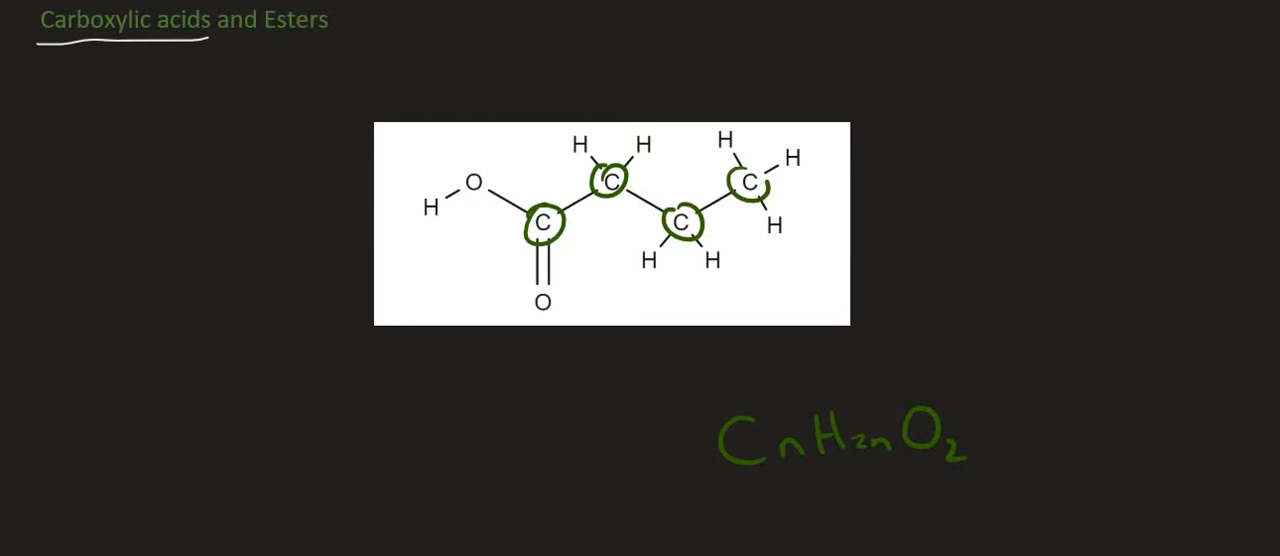 Carboxylic acids and Esters
H H H H
H O C C C C H
H H H
O
CnH2nO2